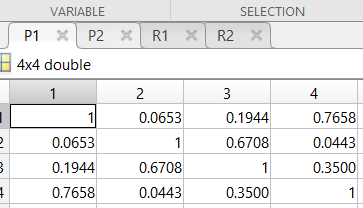 VARIABLE SELECTION
P1 P2 R1 R2
4x4 double
1 2 3 4
1 1 0.0653 0.1944 0.7658
2 0.0653 1 0.6708 0.0443
3 0.1944 0.6708 1 0.3500
4 0.7658 0.0443 0.3500 1